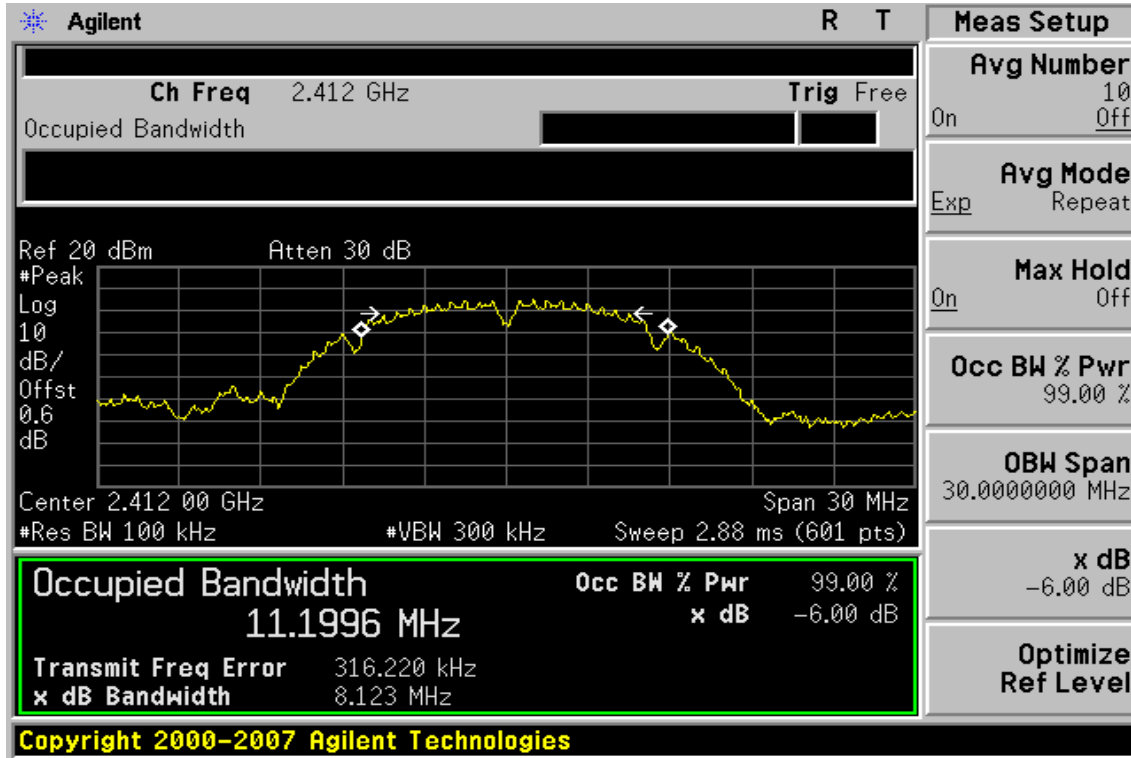 Agilent R T
Ch Freq 2.412 GHz Trig Free
Occupied Bandwidth
Ref 20 dBm Atten 30 dB
#Peak
Log
10
dB/
Offst
0.6
dB
Center 2.412 00 GHz Span 30 MHz
#Res BW 100 kHz #VBW 300 kHz Sweep 2.88 ms (601 pts)
Occupied Bandwidth Occ BW % Pwr 99.00 %
11.1996 MHz x dB -6.00 dB
Transmit Freq Error 316.220 kHz
x dB Bandwidth 8.123 MHz
Copyright 2000-2007 Agilent Technologies
Meas Setup
Avg Number
10
On Off
Avg Mode
Exp Repeat
Max Hold
On Off
Occ BW % Pwr
99.00 %
OBW Span
30.0000000 MHz
x dB
-6.00 dB
Optimize
Ref Level